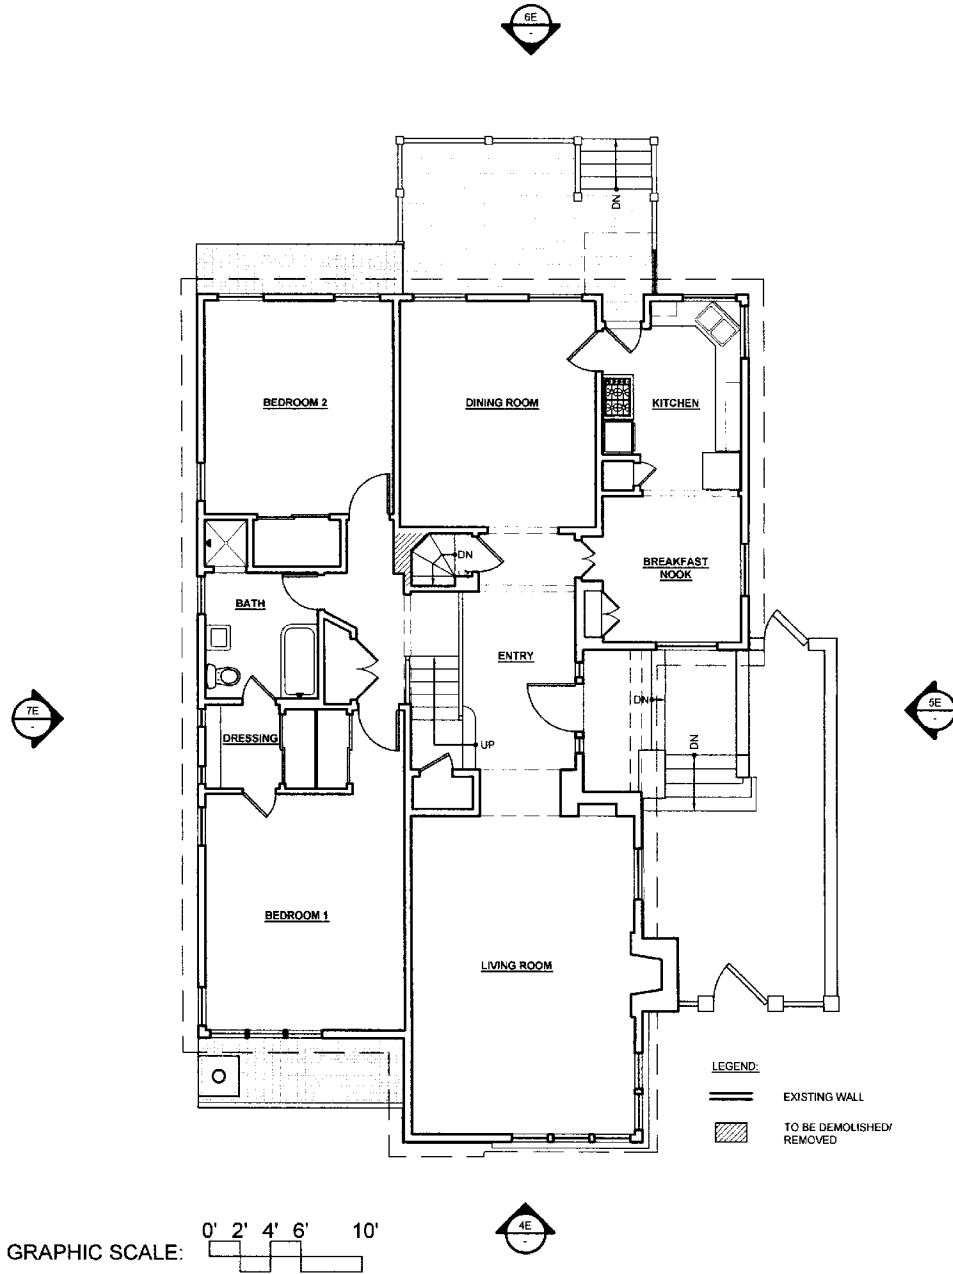 6E
-
DN
BEDROOM 2
DINING ROOM
KITCHEN
DN
BREAKFAST
NOOK
BATH
ENTRY
7E
-
5E
-
DN
DRESSING
UP
DN
BEDROOM 1
LIVING ROOM
LEGEND:
EXISTING WALL
TO BE DEMOLISHED/
REMOVED
4E
-
GRAPHIC SCALE:
0' 2' 4' 6' 10'